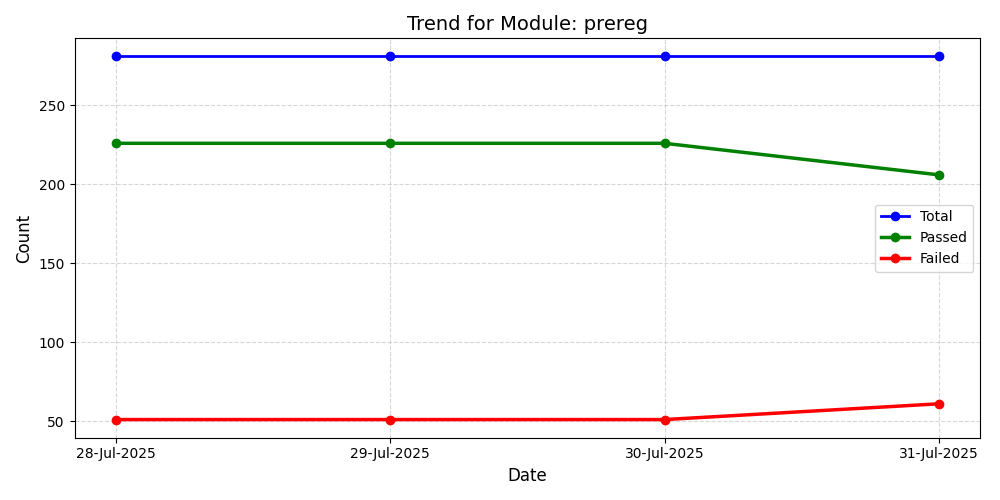 Trend for Module: prereg
Count
250
200
150
100
50
Total
Passed
Failed
28-Jul-2025 29-Jul-2025 30-Jul-2025 31-Jul-2025
Date